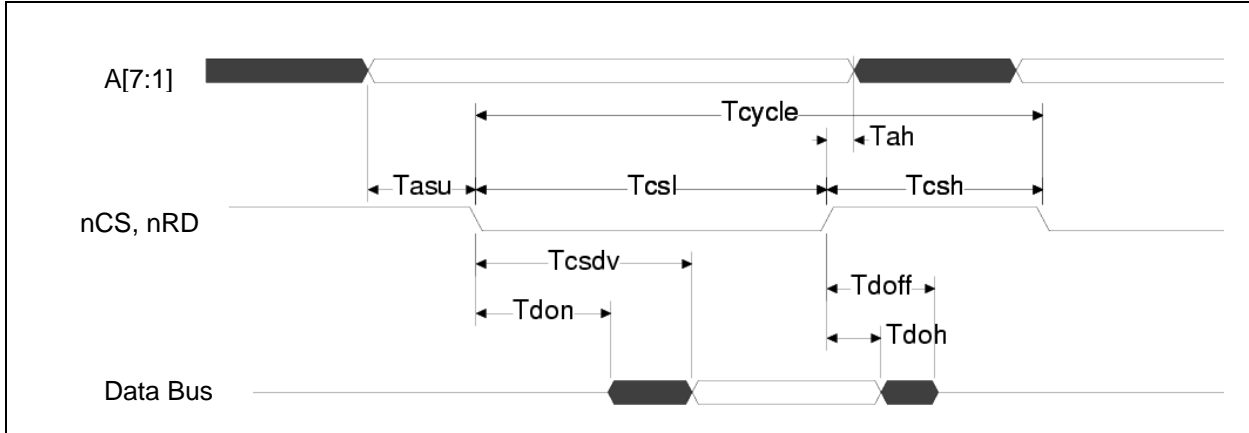 A[7:1]
Tcycle
Tah
Tasu
Tcsl
Tcsh
nCS, nRD
Tcsdv
Tdoff
Tdon
Tdoh
Data Bus